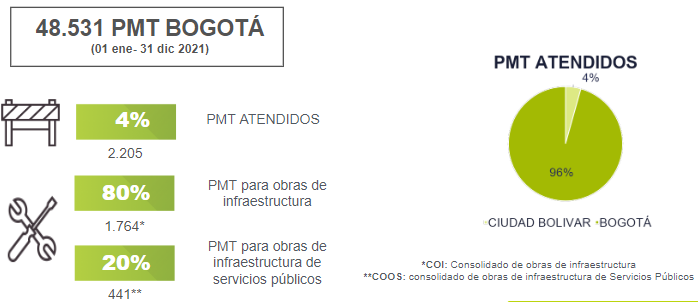 48.531 PMT BOGOTÁ
(01 ene- 31 dic 2021)
4%
PMT ATENDIDOS
2.205
80%
PMT para obras de
infraestructura
1.764*
20%
PMT para obras de
infraestructura de
servicios públicos
441**
PMT ATENDIDOS
4%
96%
CIUDAD BOLIVAR BOGOTÁ
*COI: Consolidado de obras de infraestructura
**COOS: consolidado de obras de infraestructura de Servicios Públicos